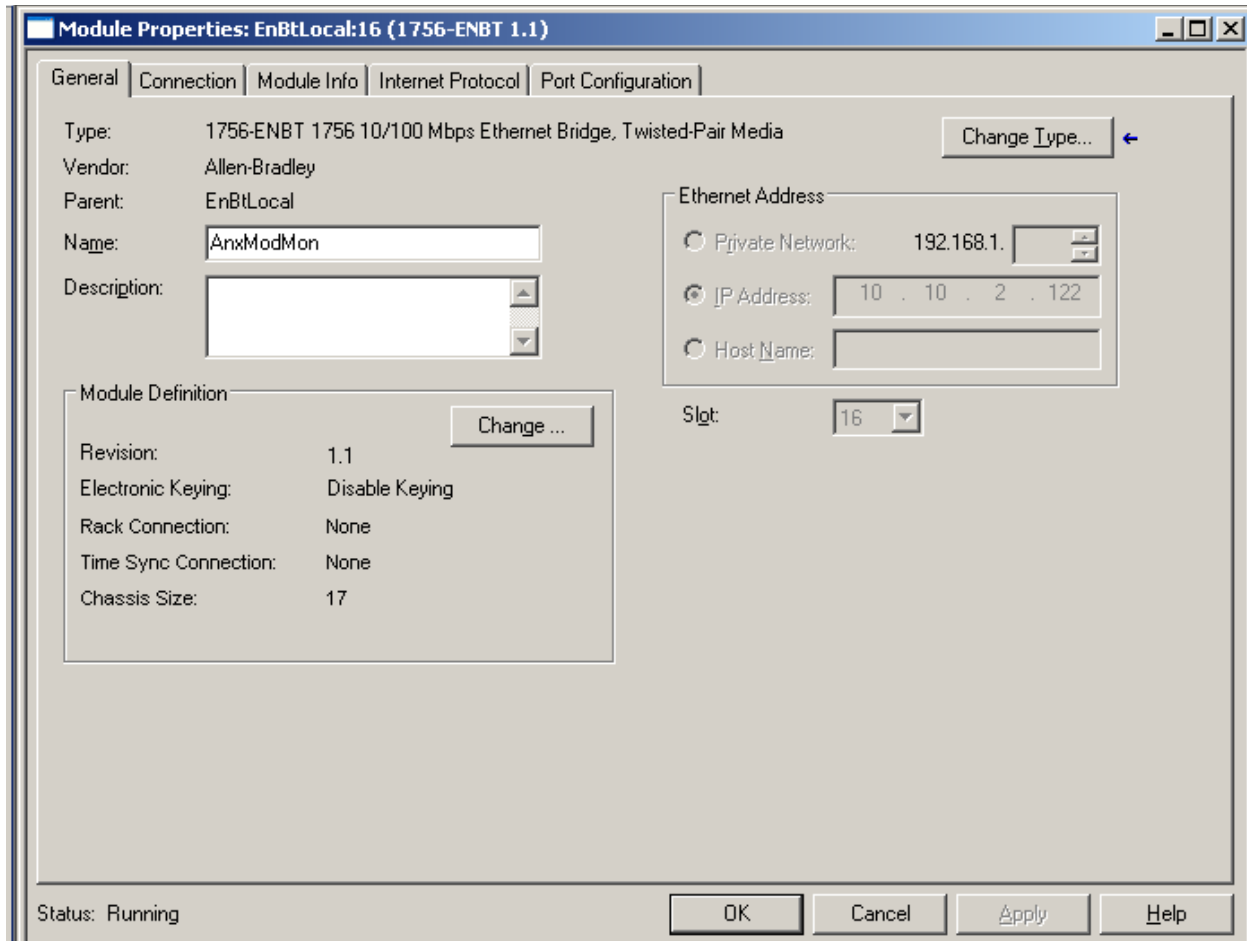 Module Properties: EnBtLocal:16 (1756-ENBT 1.1)
General Connection Module Info Internet Protocol Port Configuration
Type: 1756-ENBT 1756 10/100 Mbps Ethernet Bridge, Twisted-Pair Media
Change Type...
Vendor: Allen-Bradley
Parent: EnBtLocal
Name: AnxModMon
Description:
Ethernet Address
Private Network: 192.168.1.
IP Address: 10 . 10 . 2 . 122
Host Name:
Slot: 16
Module Definition
Change ...
Revision: 1.1
Electronic Keying: Disable Keying
Rack Connection: None
Time Sync Connection: None
Chassis Size: 17
Status: Running
OK Cancel Apply Help